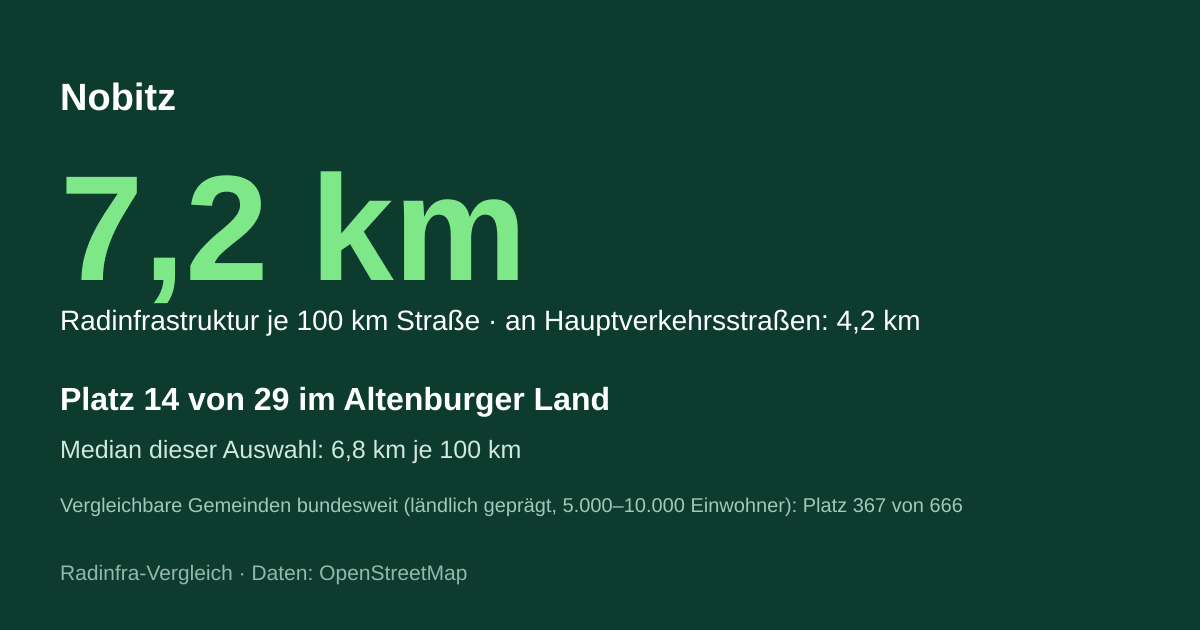 Nobitz
7,2 km
Radinfrastruktur je 100 km Straße · an Hauptverkehrsstraßen: 4,2 km
Platz 14 von 29 im Altenburger Land
Median dieser Auswahl: 6,8 km je 100 km
Vergleichbare Gemeinden bundesweit (ländlich geprägt, 5.000–10.000 Einwohner): Platz 367 von 666
Radinfra-Vergleich · Daten: OpenStreetMap